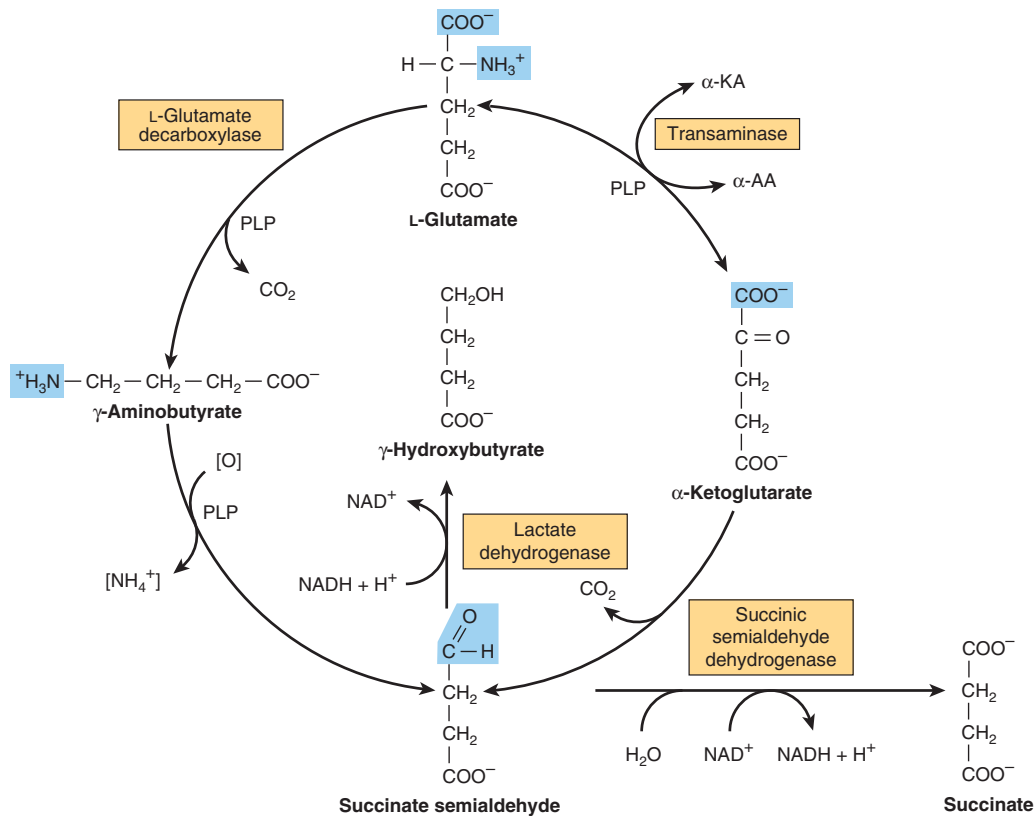 COO⁻
H — C — NH₃⁺
CH₂
CH₂
COO⁻
L-Glutamate
L-Glutamate
decarboxylase
PLP
CO₂
α-KA
Transaminase
PLP
α-AA
CH₂OH
CH₂
CH₂
COO⁻
γ-Hydroxybutyrate
COO⁻
C = O
CH₂
CH₂
COO⁻
α-Ketoglutarate
⁺H₃N — CH₂ — CH₂ — CH₂ — COO⁻
γ-Aminobutyrate
[O]
PLP
[NH₄⁺]
NAD⁺
NADH + H⁺
Lactate
dehydrogenase
CO₂
Succinic
semialdehyde
dehydrogenase
O
C — H
CH₂
CH₂
COO⁻
Succinate semialdehyde
H₂O
NAD⁺
NADH + H⁺
COO⁻
CH₂
CH₂
COO⁻
Succinate